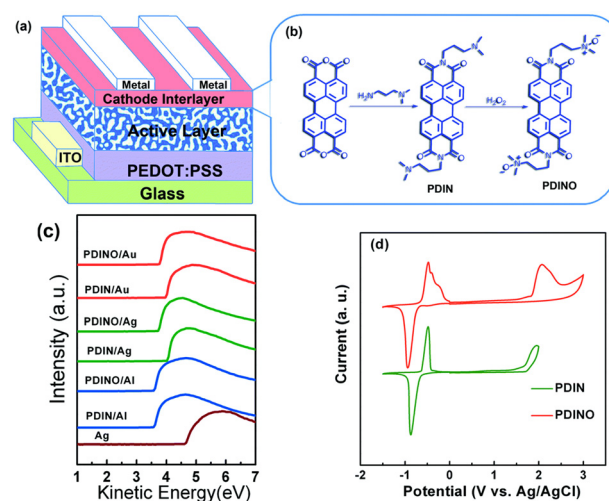 (a)
Metal
Metal
Cathode Interlayer
Active Layer
ITO
PEDOT:PSS
Glass
(b)
H₂N
N
H₂O₂
N
N
O
O
N
O
O
N
N
PDIN
PDINO
(c)
Intensity (a.u.)
PDINO/Au
PDIN/Au
PDINO/Ag
PDIN/Ag
PDINO/Al
PDIN/Al
Ag
1 2 3 4 5 6 7
Kinetic Energy(eV)
(d)
Current (a. u.)
PDIN
PDINO
-2 -1 0 1 2 3
Potential (V vs. Ag/AgCl)